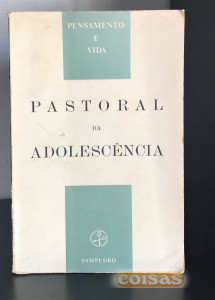 PENSAMENTO
E
VIDA
PASTORAL
DA
ADOLESCÊNCIA
SAMPEDRO
coisas